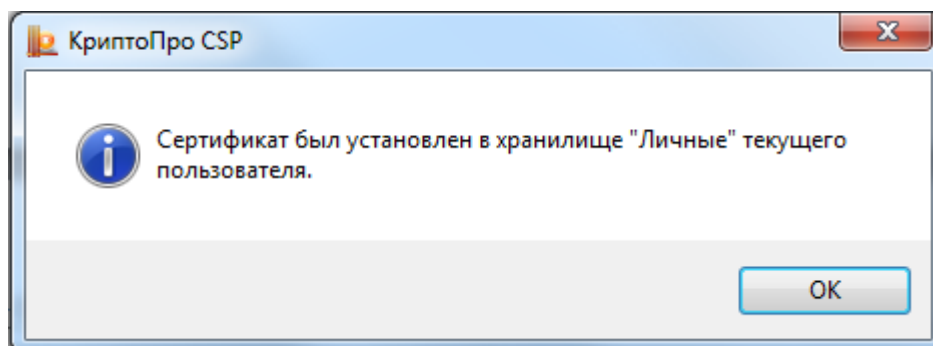 КриптоПро CSP
Сертификат был установлен в хранилище "Личные" текущего
пользователя.
OK